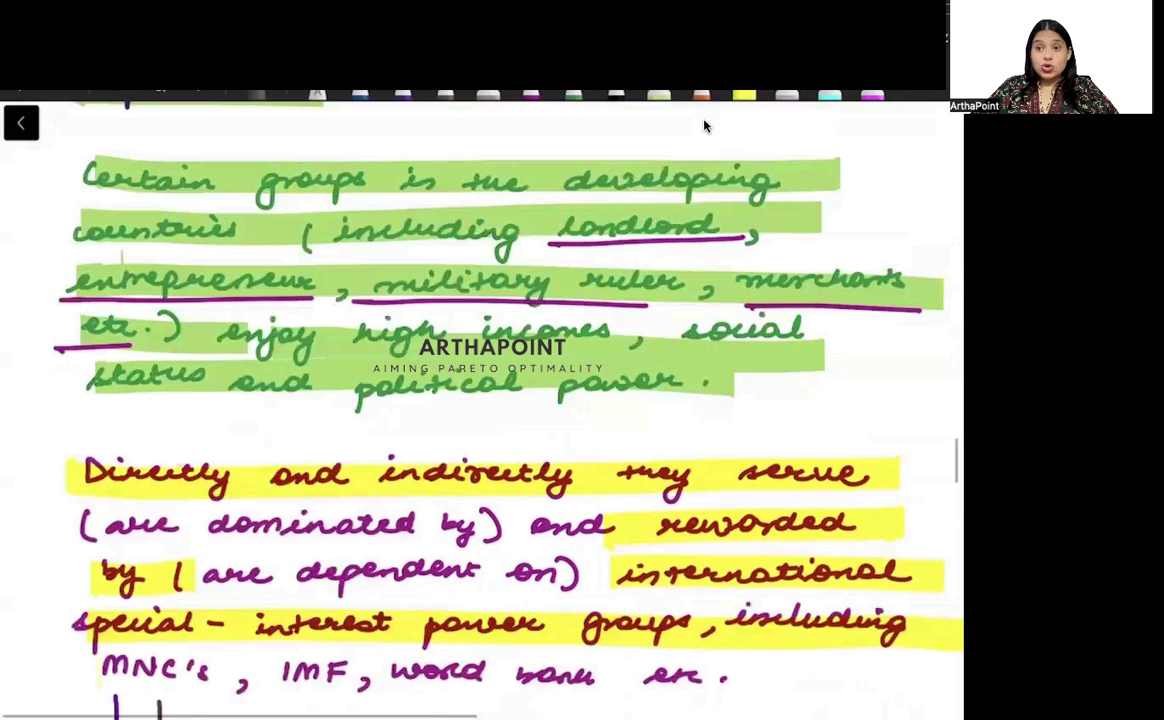 ArthaPoint
Certain groups is the developing
countries (including landlord,
entrepreneur, military ruler, merchants
etc.) enjoy high incomes, social
ARTHAPOINT
AIMING PARETO OPTIMALITY
status and political power.
Directly and indirectly they serve
(are dominated by) and rewarded
by (are dependent on) international
special - interest power groups, including
MNC's, IMF, word bank etc.